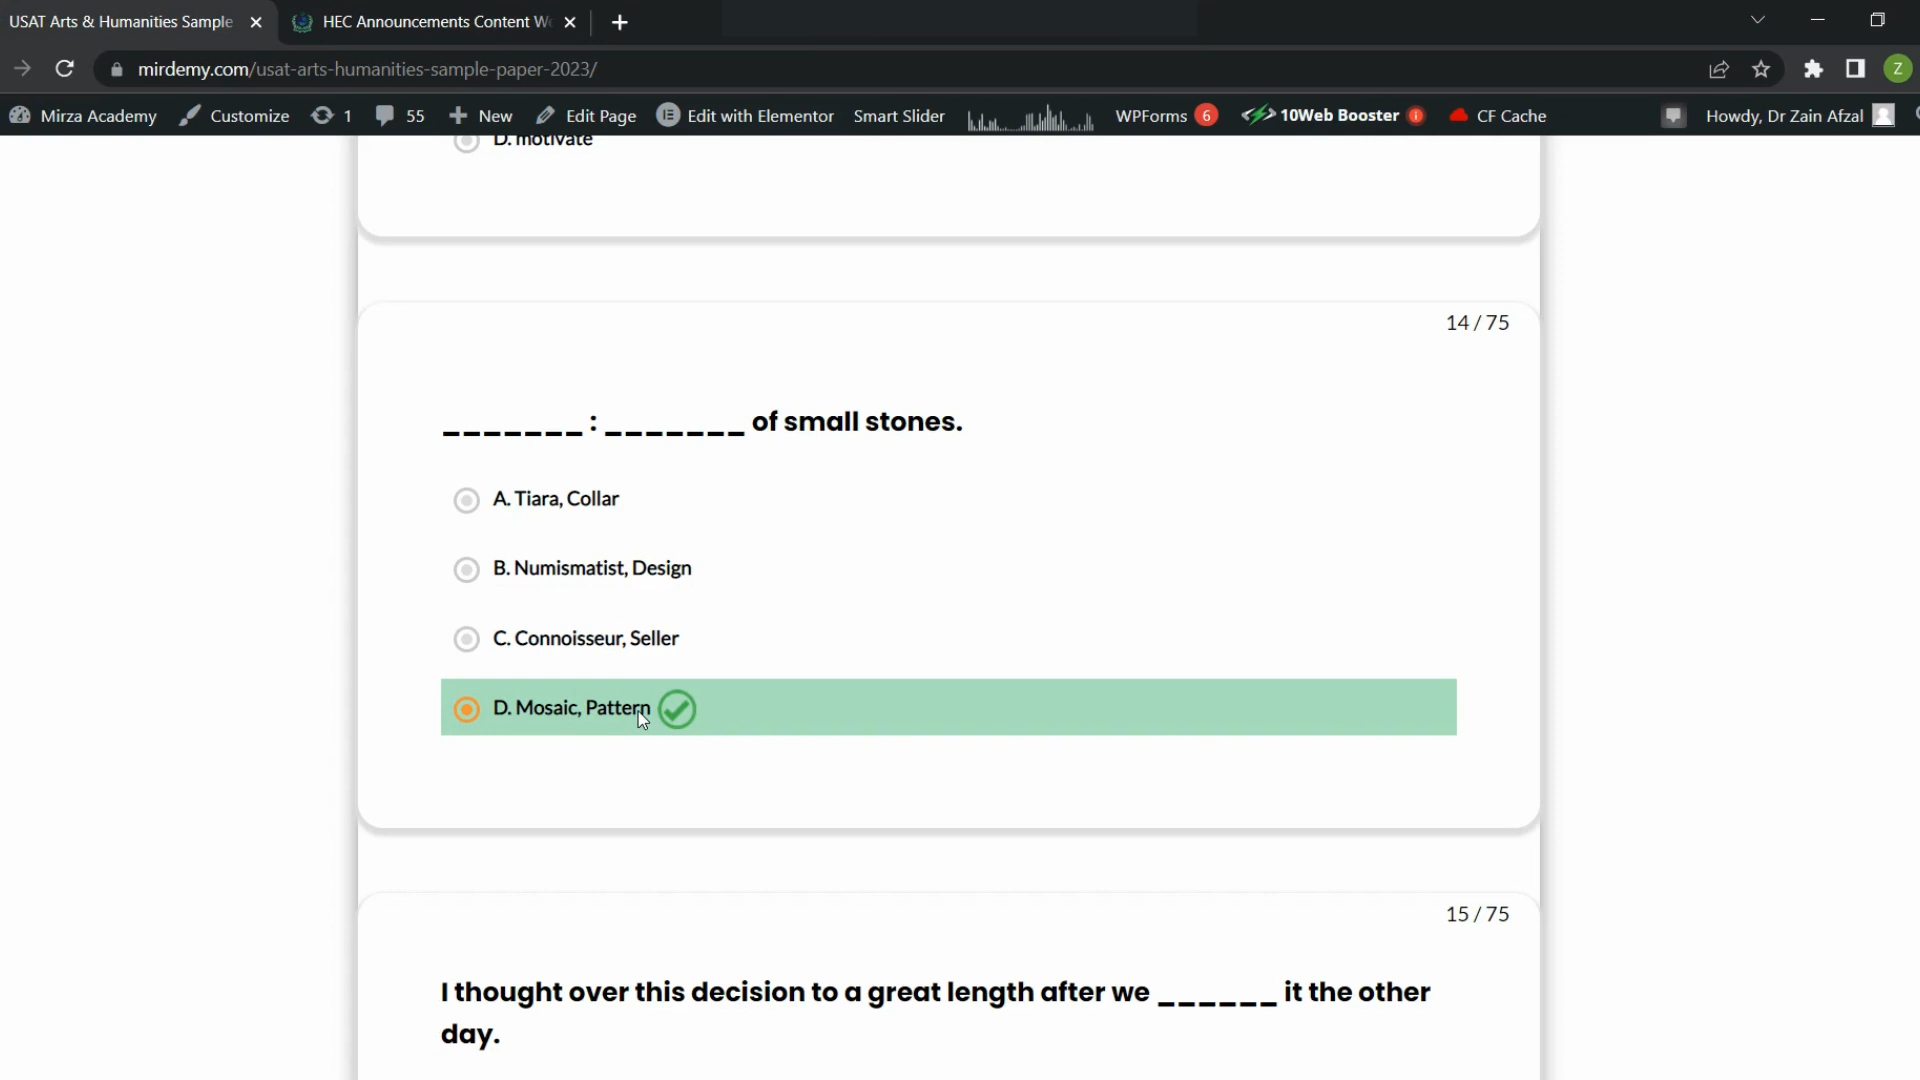 USAT Arts & Humanities Sample
HEC Announcements Content W
mirdemy.com/usat-arts-humanities-sample-paper-2023/
Z
Mirza Academy
Customize
1
55
New
Edit Page
Edit with Elementor
Smart Slider
WPForms 6
10Web Booster
CF Cache
Howdy, Dr Zain Afzal
D. motivate
14 / 75
_______ : _______ of small stones.
A. Tiara, Collar
B. Numismatist, Design
C. Connoisseur, Seller
D. Mosaic, Pattern
15 / 75
I thought over this decision to a great length after we ______ it the other
day.